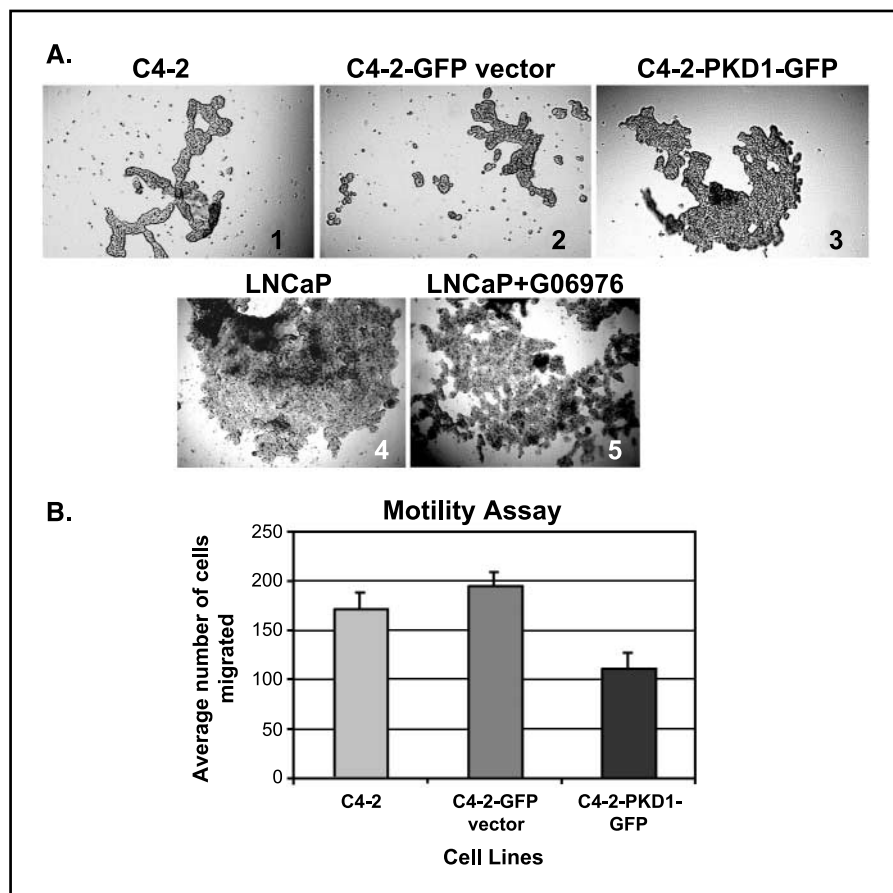 A.
C4-2 C4-2-GFP vector C4-2-PKD1-GFP
1 2 3
LNCaP LNCaP+G06976
4 5
B.
Motility Assay
Average number of cells
migrated
250
200
150
100
50
0
C4-2 C4-2-GFP C4-2-PKD1-
vector GFP
Cell Lines